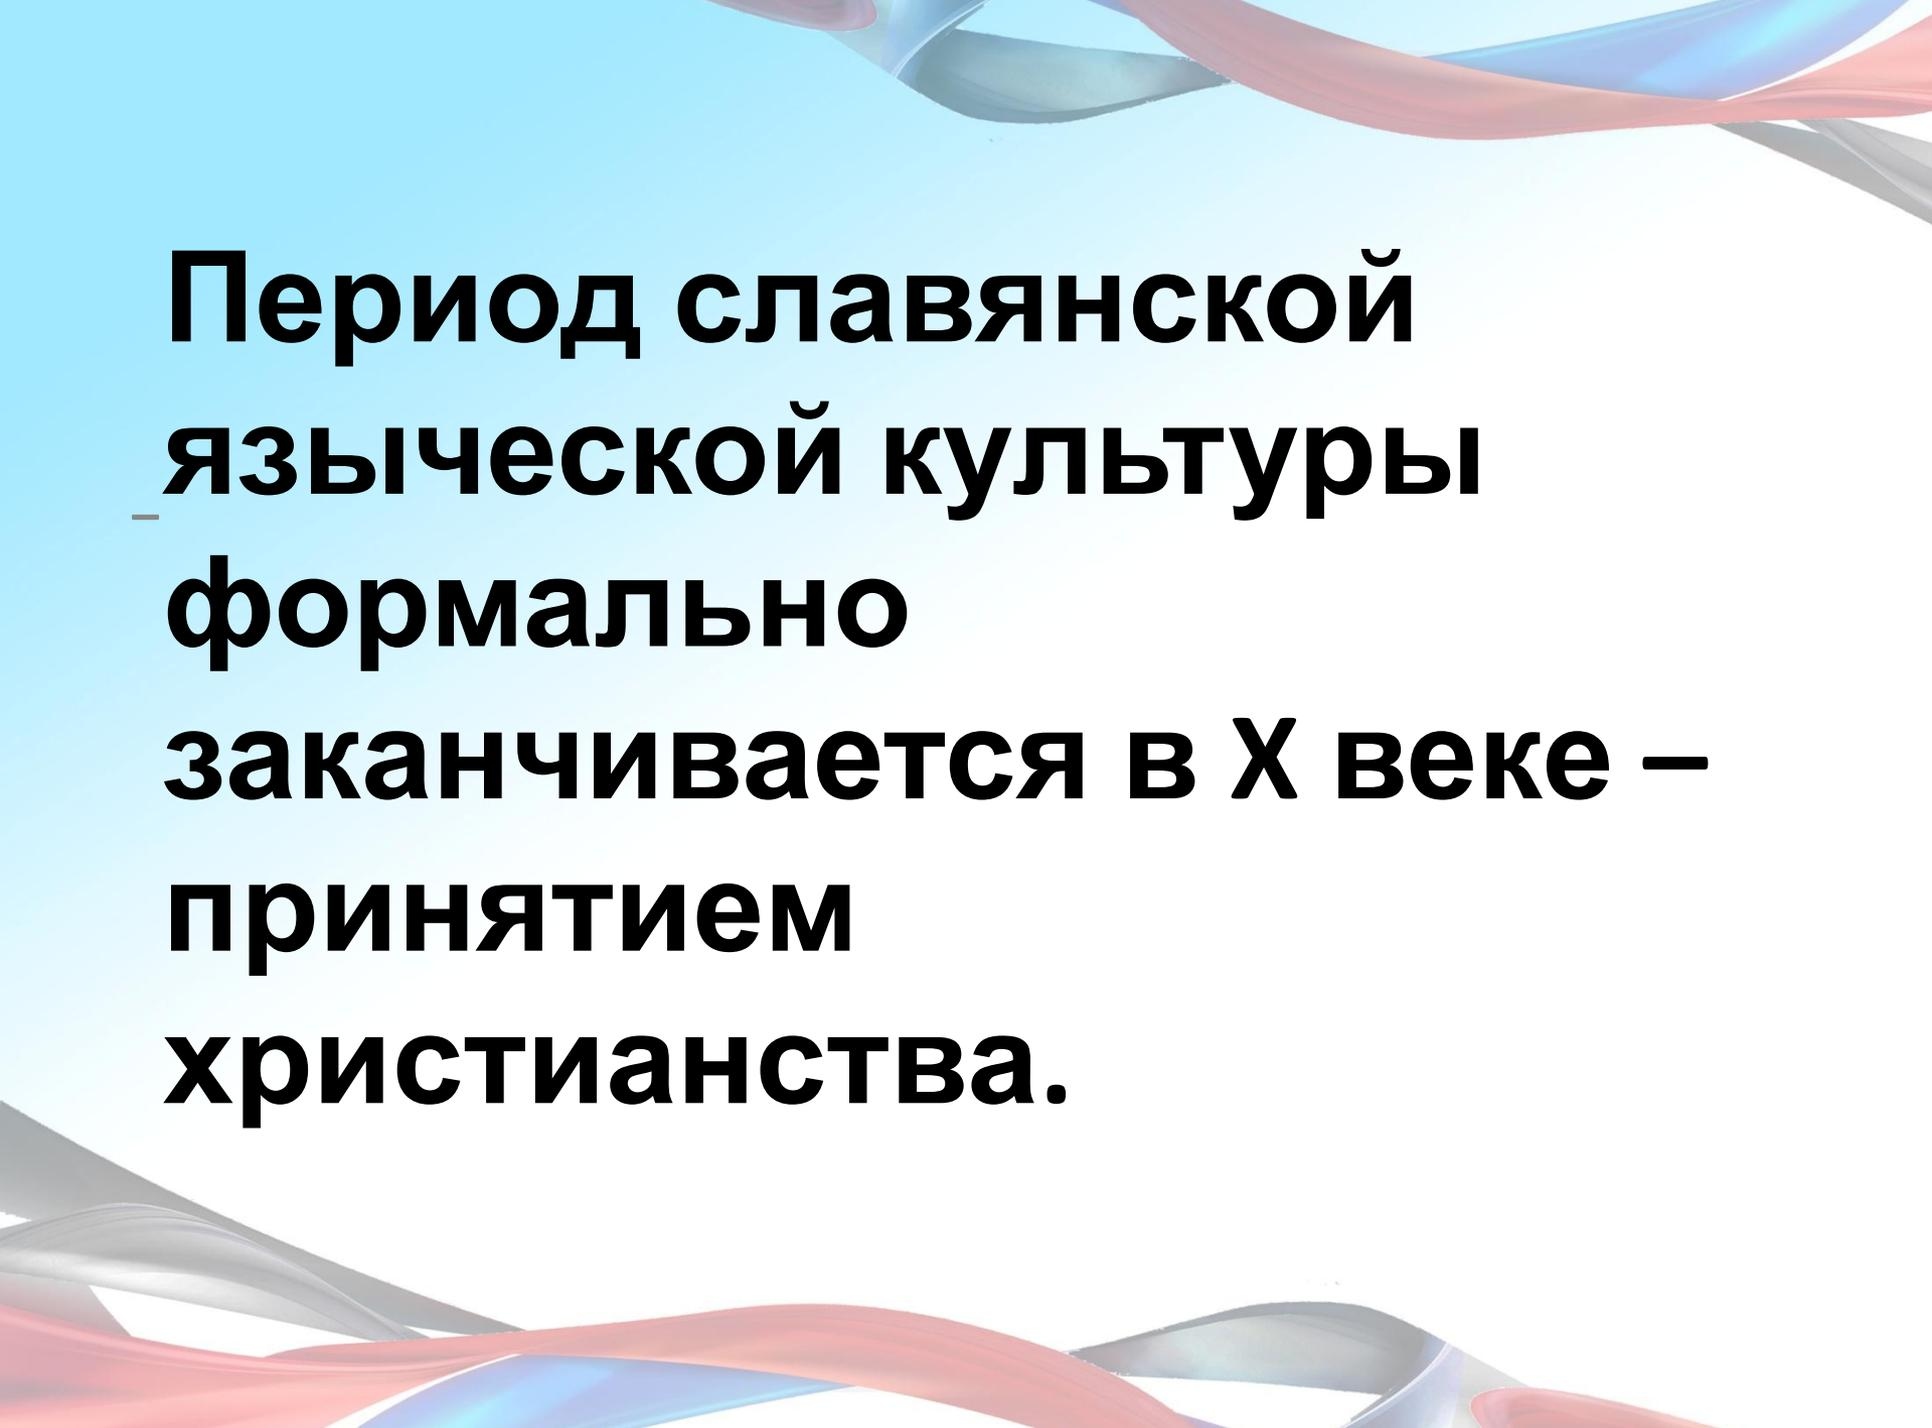 Период славянской
языческой культуры
формально
заканчивается в X веке –
принятием
христианства.